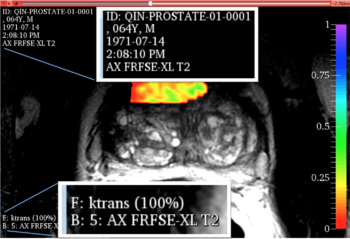 ID: QIN-PROSTATE-01-0001
, 064Y, M
1971-07-14
2:08:10 PM
AX FRFSE-XL T2
ID: QIN-PROSTATE-01-0001
, 064Y, M
1971-07-14
2:08:10 PM
AX FRFSE-XL T2
1
0.75
0.5
0.25
0
F: ktrans (100%)
B: 5: AX FRFSE-XL T2
F: ktrans (100%)
B: 5: AX FRFSE-XL T2